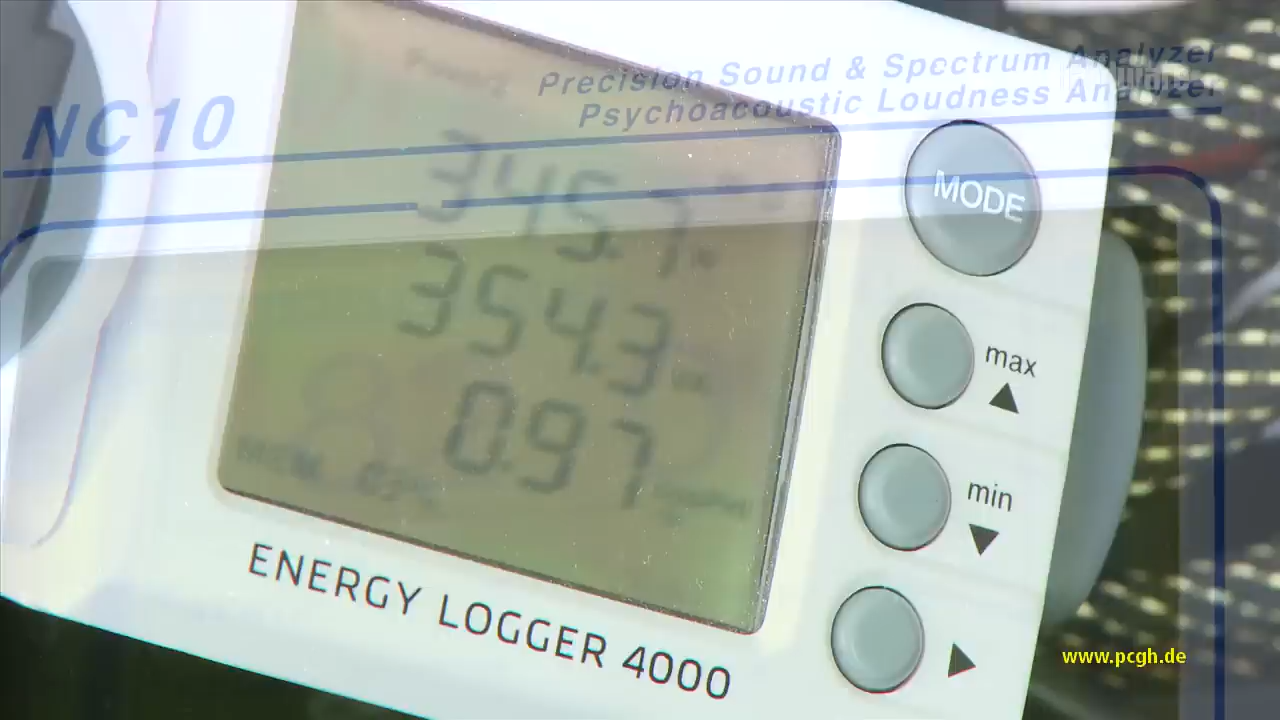 Precision Sound & Spectrum Analyzer
Psychoacoustic Loudness Analyzer
NC10
MODE
345.7
354.3
max
0.97
min
ENERGY LOGGER 4000
www.pcgh.de